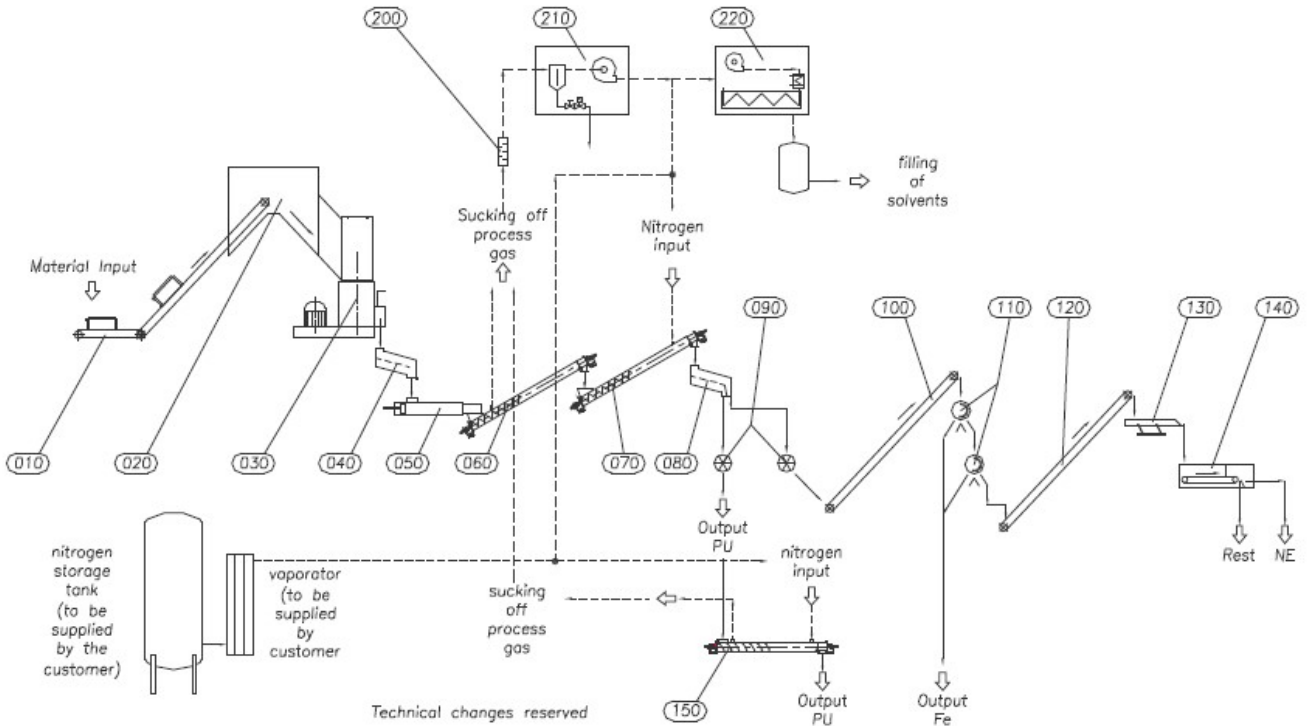 200
210
220
filling
of
solvents
Sucking off
process
gas
Nitrogen
input
Material Input
090
100
110
120
130
140
010
020
030
040
050
060
070
080
Output
PU
Rest
NE
nitrogen
storage
tank
(to be
supplied
by the
customer)
vaporator
(to be
supplied
by
customer
sucking
off
process
gas
nitrogen
input
150
Output
PU
Output
Fe
Technical changes reserved